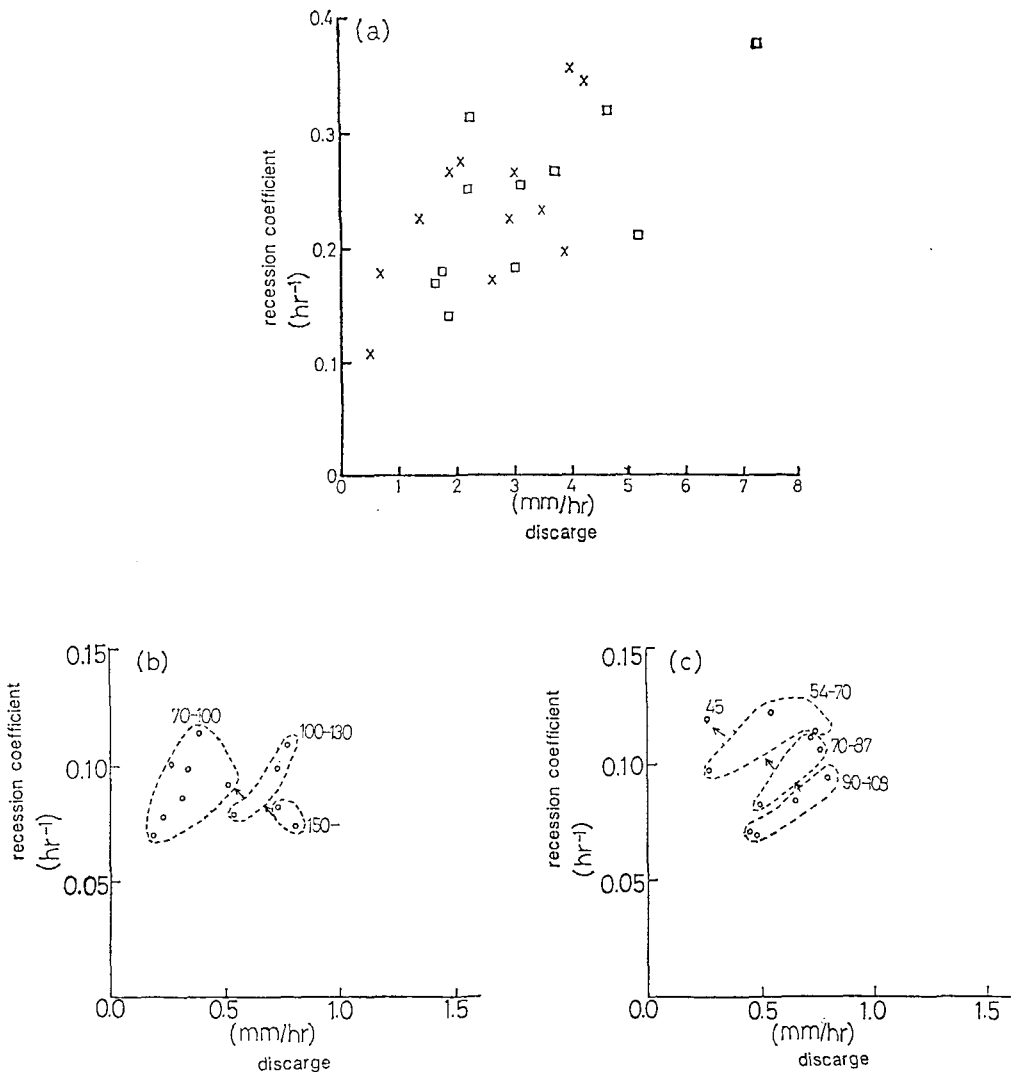 (a)
0.4
0.3
0.2
0.1
0
recession coefficient
(hr⁻¹)
0 1 2 3 4 5 6 7 8
(mm/hr)
discarge
(b)
0.15
0.10
0.05
recession coefficient
(hr⁻¹)
70-100
100-130
150-
0.0 0.5 1.0 1.5
(mm/hr)
discarge
(c)
0.15
0.10
0.05
recession coefficient
(hr⁻¹)
45
54-70
70-87
90-108
0.0 0.5 1.0 1.5
(mm/hr)
discarge